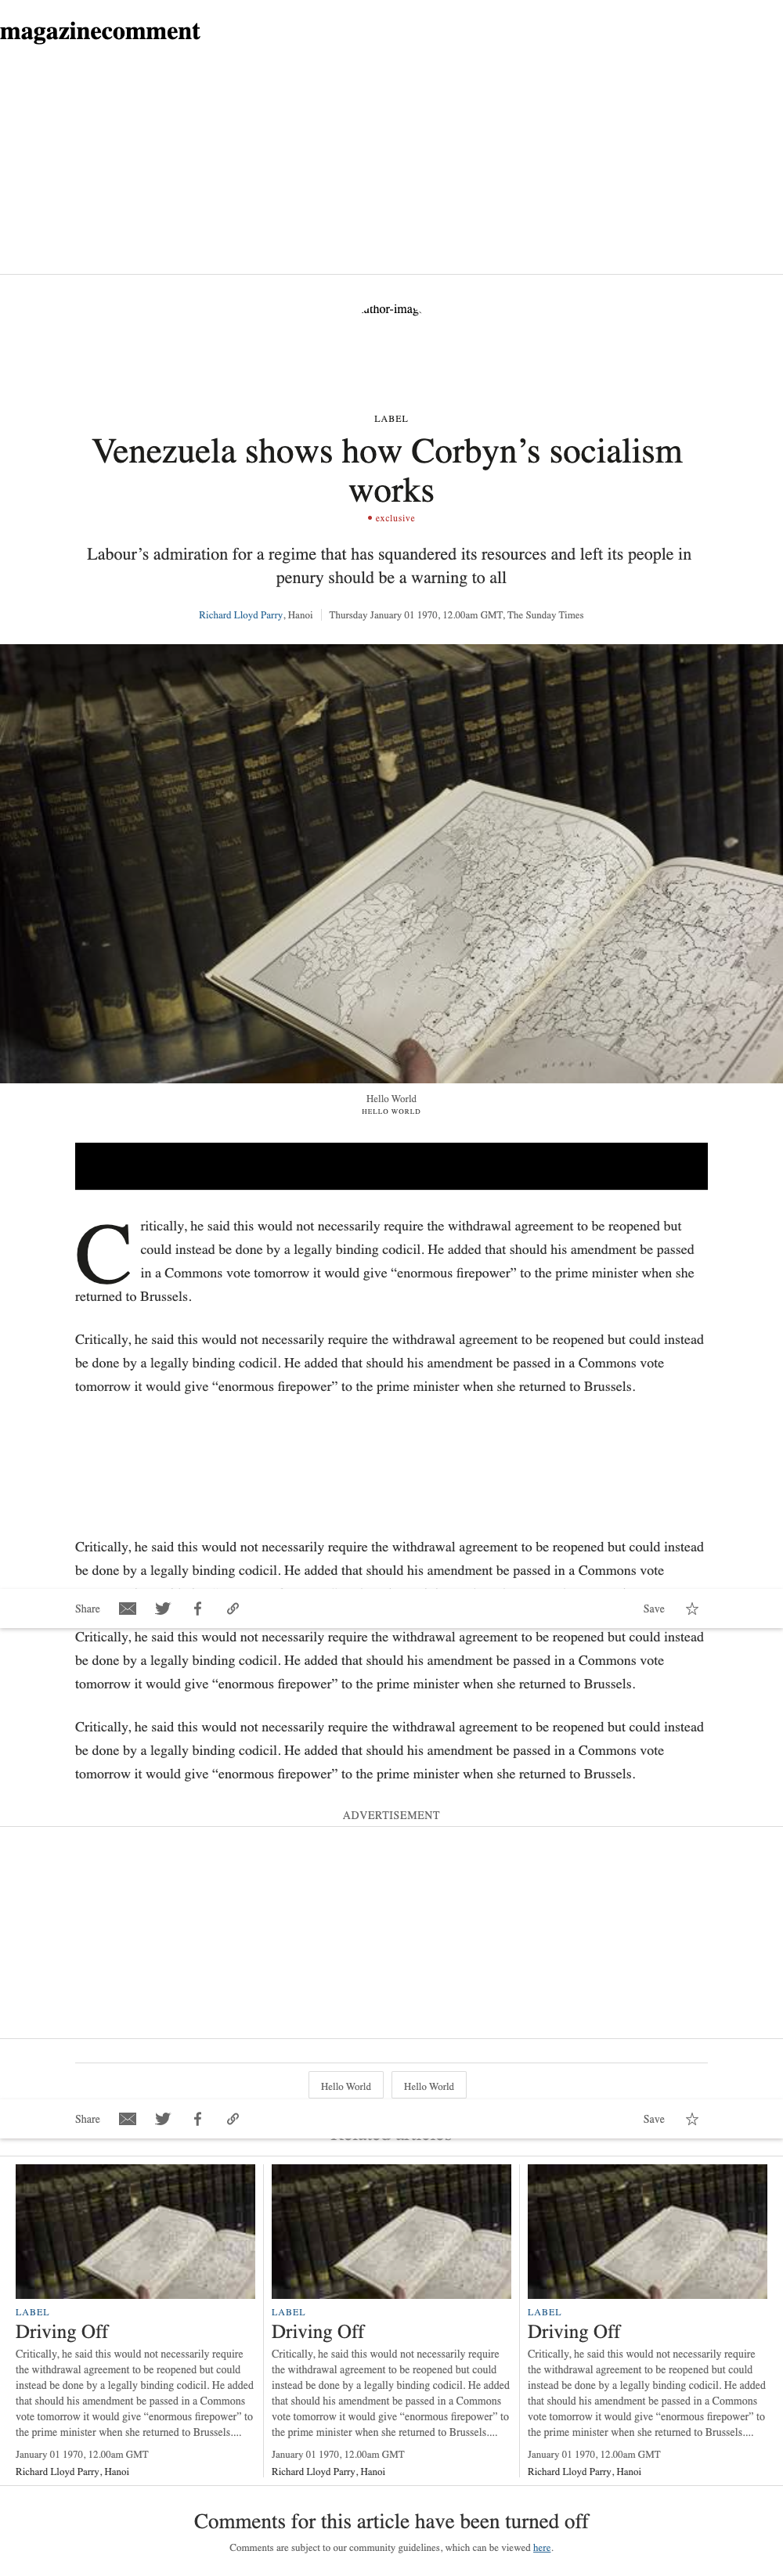 magazinecomment
LABEL
Venezuela shows how Corbyn’s socialism
works
exclusive
Labour’s admiration for a regime that has squandered its resources and left its people in
penury should be a warning to all
Richard Lloyd Parry, Hanoi Thursday January 01 1970, 12.00am GMT, The Sunday Times
Hello World
HELLO WORLD
Critically, he said this would not necessarily require the withdrawal agreement to be reopened but
could instead be done by a legally binding codicil. He added that should his amendment be passed
in a Commons vote tomorrow it would give “enormous firepower” to the prime minister when she
returned to Brussels.
Critically, he said this would not necessarily require the withdrawal agreement to be reopened but could instead
be done by a legally binding codicil. He added that should his amendment be passed in a Commons vote
tomorrow it would give “enormous firepower” to the prime minister when she returned to Brussels.
Critically, he said this would not necessarily require the withdrawal agreement to be reopened but could instead
be done by a legally binding codicil. He added that should his amendment be passed in a Commons vote
Share Save
Critically, he said this would not necessarily require the withdrawal agreement to be reopened but could instead
be done by a legally binding codicil. He added that should his amendment be passed in a Commons vote
tomorrow it would give “enormous firepower” to the prime minister when she returned to Brussels.
Critically, he said this would not necessarily require the withdrawal agreement to be reopened but could instead
be done by a legally binding codicil. He added that should his amendment be passed in a Commons vote
tomorrow it would give “enormous firepower” to the prime minister when she returned to Brussels.
ADVERTISEMENT
Hello World Hello World
Share Save
LABEL
Driving Off
Critically, he said this would not necessarily require
the withdrawal agreement to be reopened but could
instead be done by a legally binding codicil. He added
that should his amendment be passed in a Commons
vote tomorrow it would give “enormous firepower” to
the prime minister when she returned to Brussels....
January 01 1970, 12.00am GMT
Richard Lloyd Parry, Hanoi
LABEL
Driving Off
Critically, he said this would not necessarily require
the withdrawal agreement to be reopened but could
instead be done by a legally binding codicil. He added
that should his amendment be passed in a Commons
vote tomorrow it would give “enormous firepower” to
the prime minister when she returned to Brussels....
January 01 1970, 12.00am GMT
Richard Lloyd Parry, Hanoi
LABEL
Driving Off
Critically, he said this would not necessarily require
the withdrawal agreement to be reopened but could
instead be done by a legally binding codicil. He added
that should his amendment be passed in a Commons
vote tomorrow it would give “enormous firepower” to
the prime minister when she returned to Brussels....
January 01 1970, 12.00am GMT
Richard Lloyd Parry, Hanoi
Comments for this article have been turned off
Comments are subject to our community guidelines, which can be viewed here.